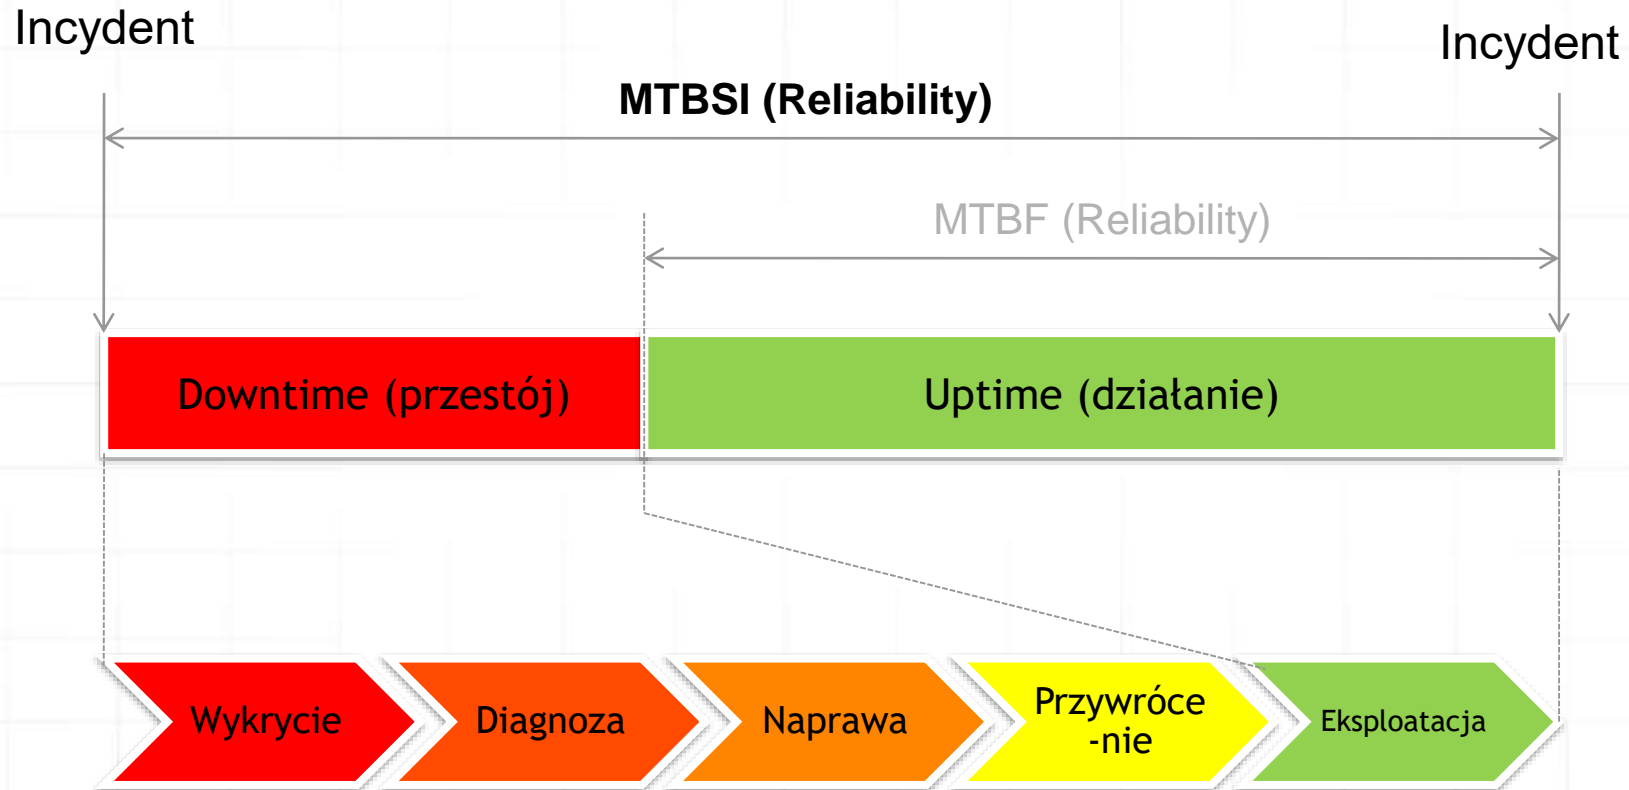 Incydent
Incydent
MTBSI (Reliability)
MTBF (Reliability)
Downtime (przestój)
Uptime (działanie)
Wykrycie
Diagnoza
Naprawa
Przywróce
-nie
Eksploatacja